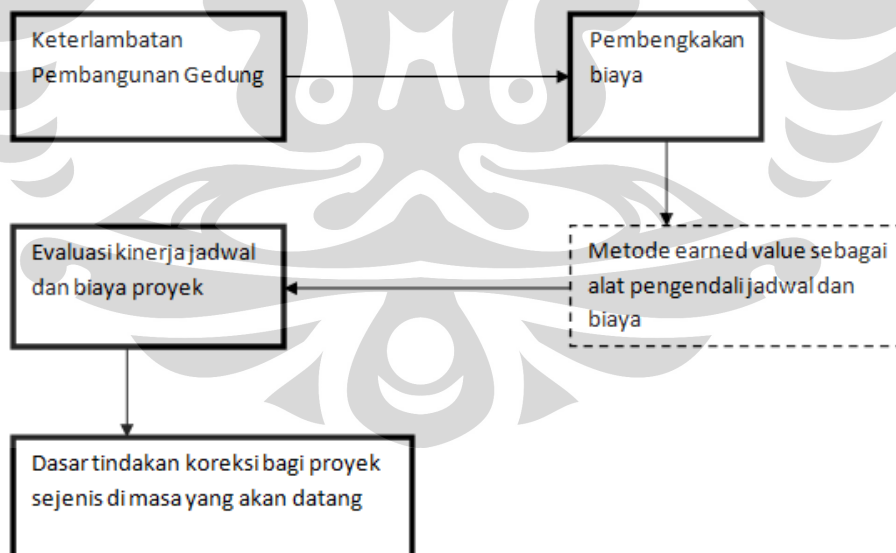 Keterlambatan
Pembangunan Gedung
Pembengkakan
biaya
Metode earned value sebagai
alat pengendali jadwal dan
biaya
Evaluasi kinerja jadwal
dan biaya proyek
Dasar tindakan koreksi bagi proyek
sejenis di masa yang akan datang